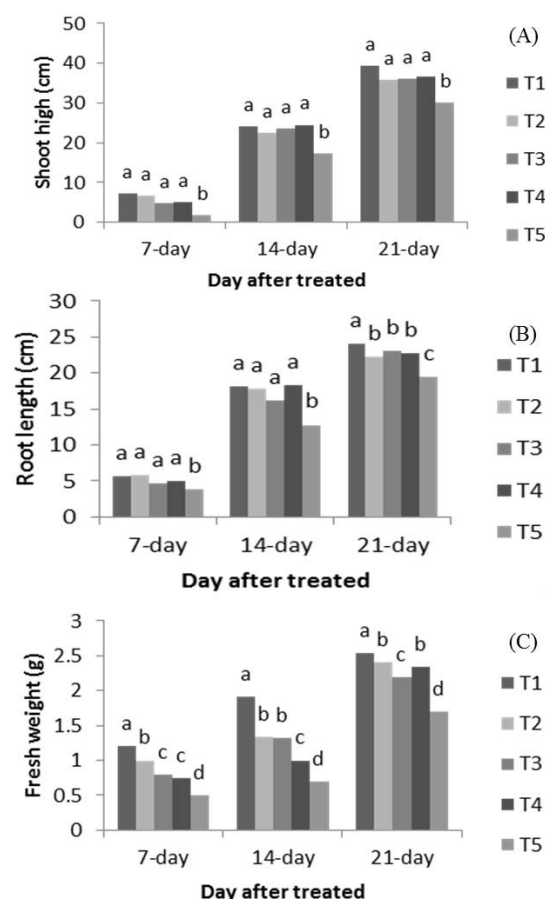 (A)
Shoot high (cm)
50
40
30
20
10
0
a a a a b
a a a a b
a a a a b
7-day 14-day 21-day
Day after treated
T1
T2
T3
T4
T5
(B)
Root length (cm)
30
25
20
15
10
5
0
a a a a b
a a a a b
a b b b c
7-day 14-day 21-day
Day after treated
T1
T2
T3
T4
T5
(C)
Fresh weight (g)
3
2.5
2
1.5
1
0.5
0
a b c c d
a b b c d
a b c b d
7-day 14-day 21-day
Day after treated
T1
T2
T3
T4
T5